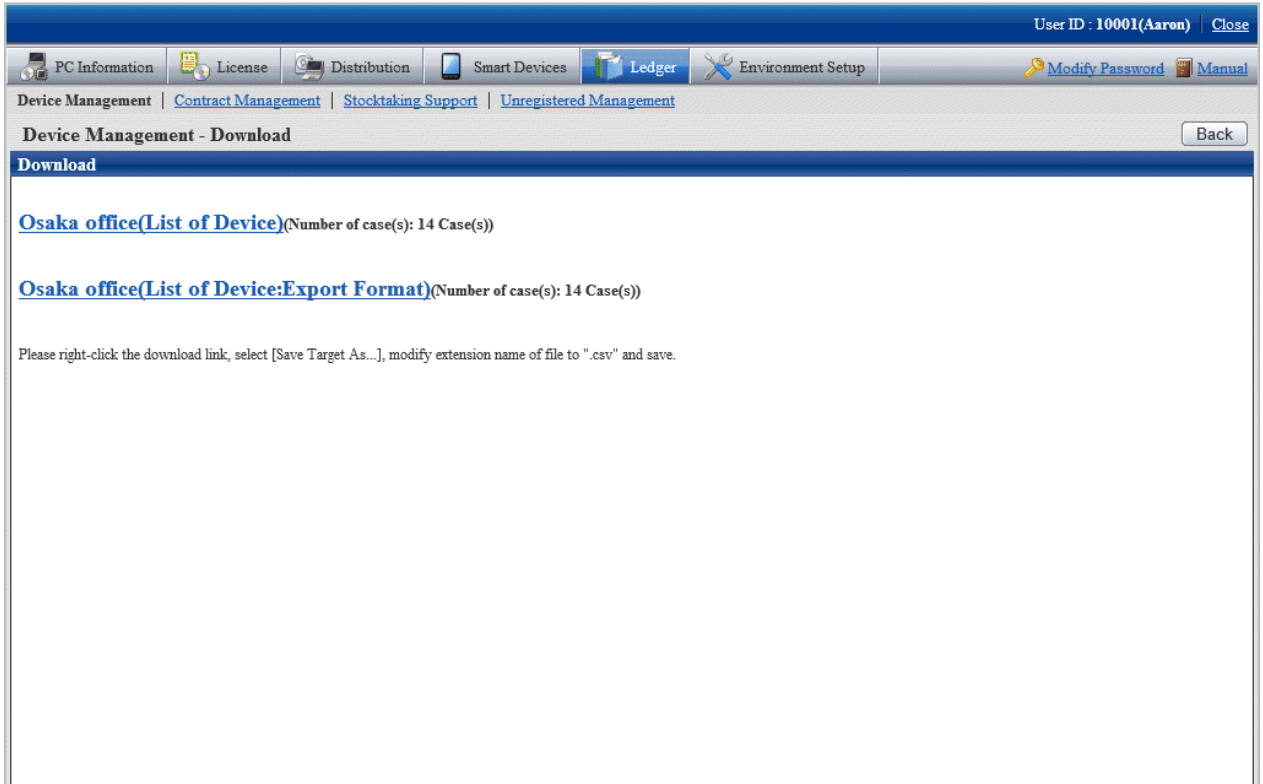 User ID : 10001(Aaron) Close
PC Information License Distribution Smart Devices Ledger Environment Setup Modify Password Manual
Device Management | Contract Management | Stocktaking Support | Unregistered Management
Device Management - Download Back
Download
Osaka office(List of Device)(Number of case(s): 14 Case(s))
Osaka office(List of Device:Export Format)(Number of case(s): 14 Case(s))
Please right-click the download link, select [Save Target As...], modify extension name of file to ".csv" and save.